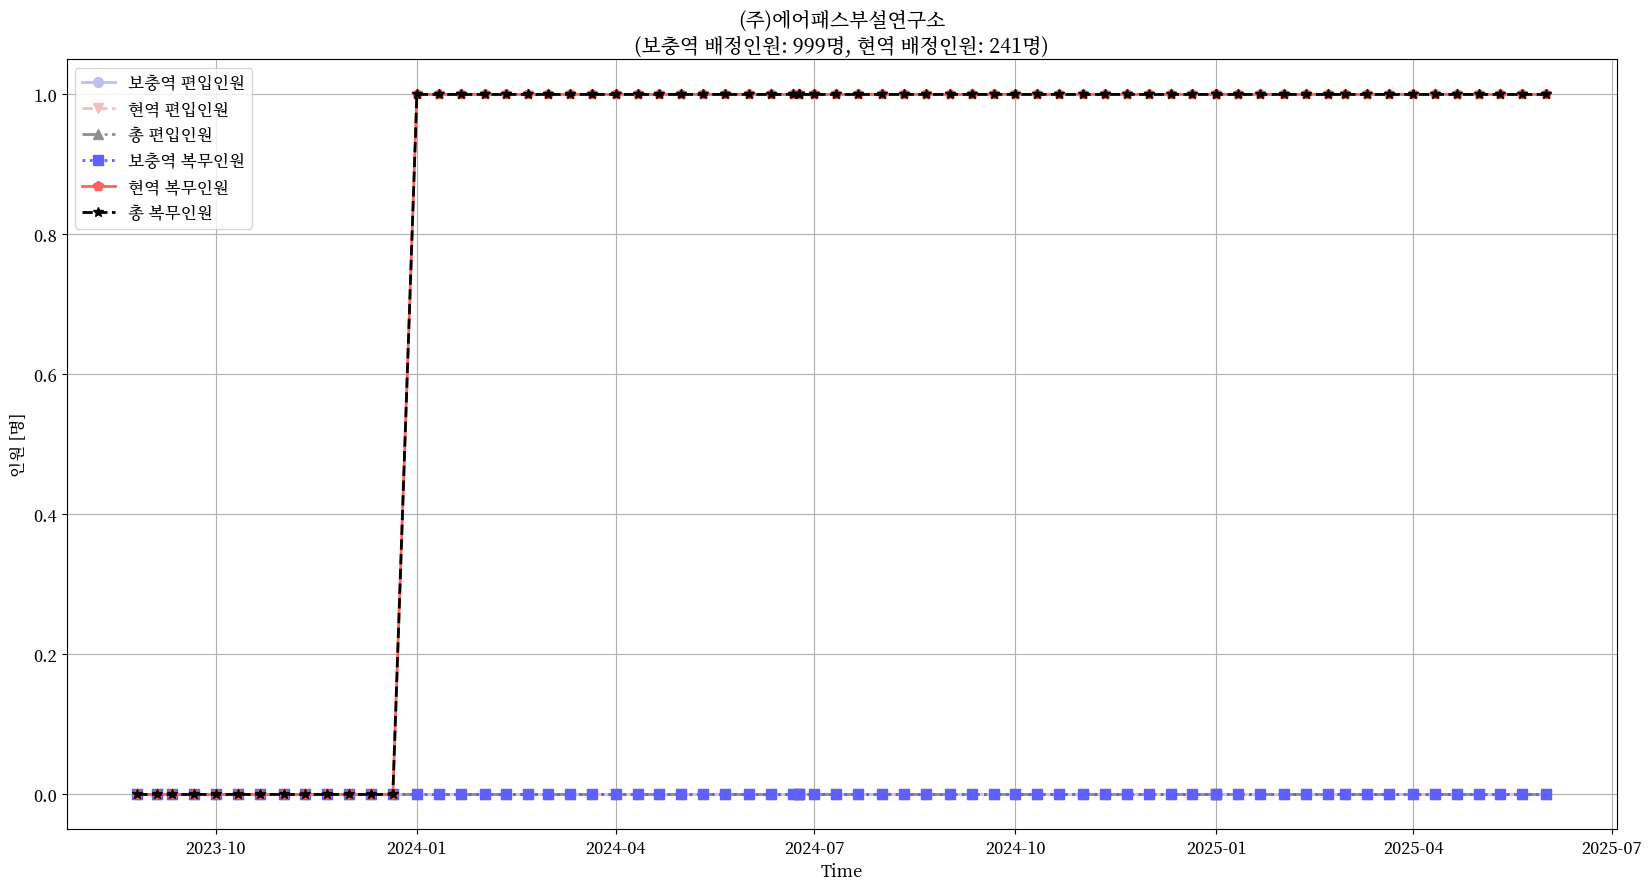 (주)에어패스부설연구소
(보충역 배정인원: 999명, 현역 배정인원: 241명)
보충역 편입인원
현역 편입인원
총 편입인원
보충역 복무인원
현역 복무인원
총 복무인원
인원 [명]
1.0
0.8
0.6
0.4
0.2
0.0
2023-10
2024-01
2024-04
2024-07
2024-10
2025-01
2025-04
2025-07
Time